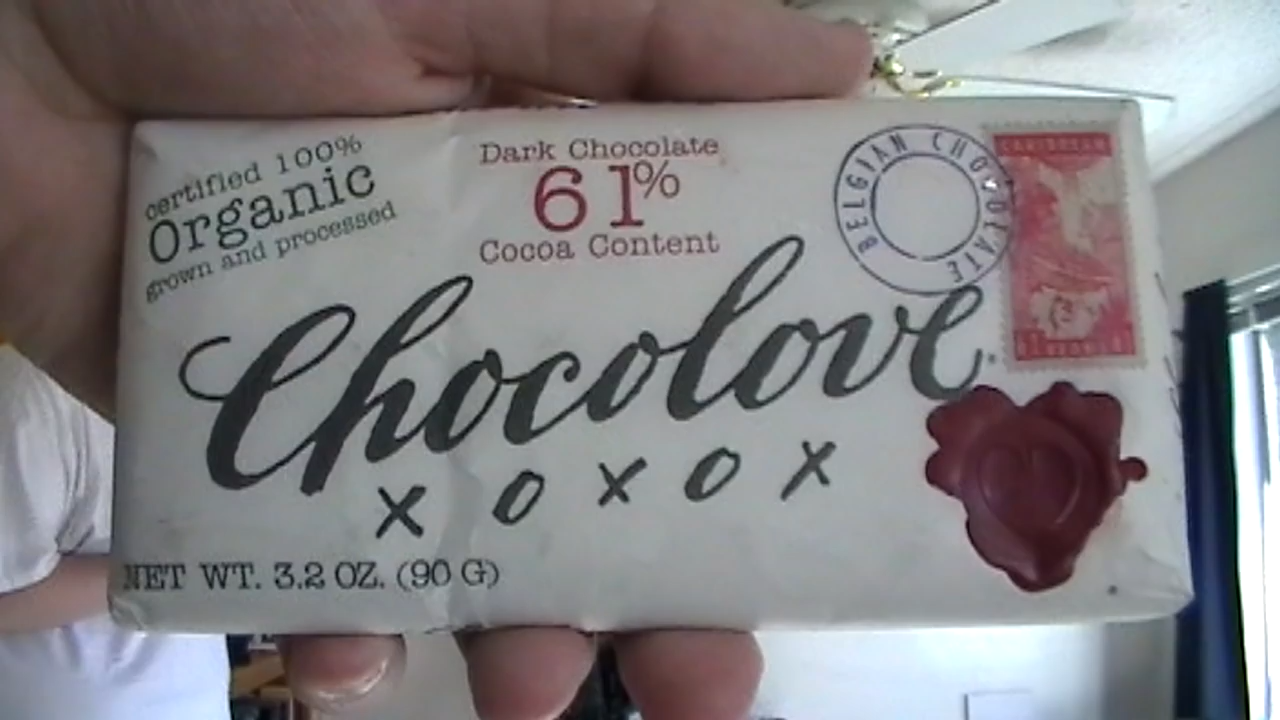 certified 100%
Organic
grown and processed
Dark Chocolate
61%
Cocoa Content
BELGIAN CHOCOLATE
CARIBBEAN
Chocolove
x o x o x
NET WT. 3.2 OZ. (90 G)